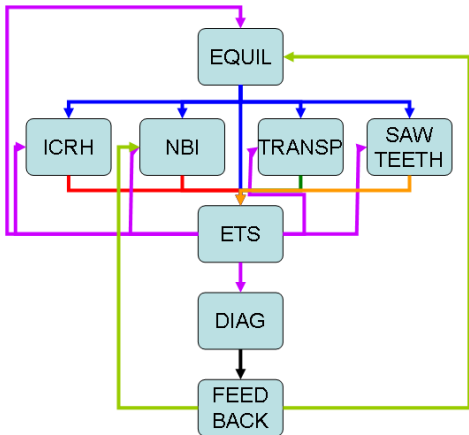 EQUIL
ICRH
NBI
TRANSP
SAW
TEETH
ETS
DIAG
FEED
BACK